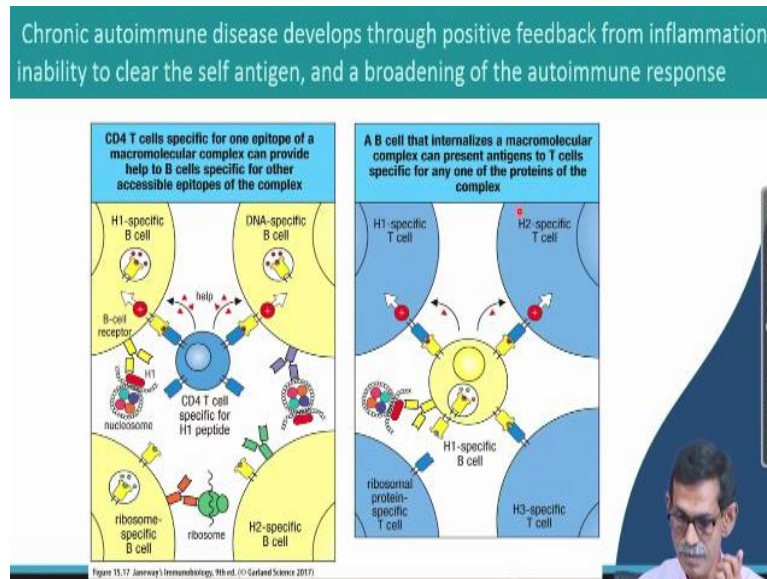 Chronic autoimmune disease develops through positive feedback from inflammation,
inability to clear the self antigen, and a broadening of the autoimmune response
CD4 T cells specific for one epitope of a
macromolecular complex can provide
help to B cells specific for other
accessible epitopes of the complex
H1-specific
B cell
DNA-specific
B cell
help
B-cell
receptor
H1
nucleosome
CD4 T cell
specific for
H1 peptide
ribosome-
specific
B cell
ribosome
H2-specific
B cell
A B cell that internalizes a macromolecular
complex can present antigens to T cells
specific for any one of the proteins of the
complex
H1-specific
T cell
H2-specific
T cell
H1-specific
B cell
ribosomal
protein-
specific
T cell
H3-specific
T cell
Figure 15.17 Janeway's Immunobiology, 9th ed. (© Garland Science 2017)